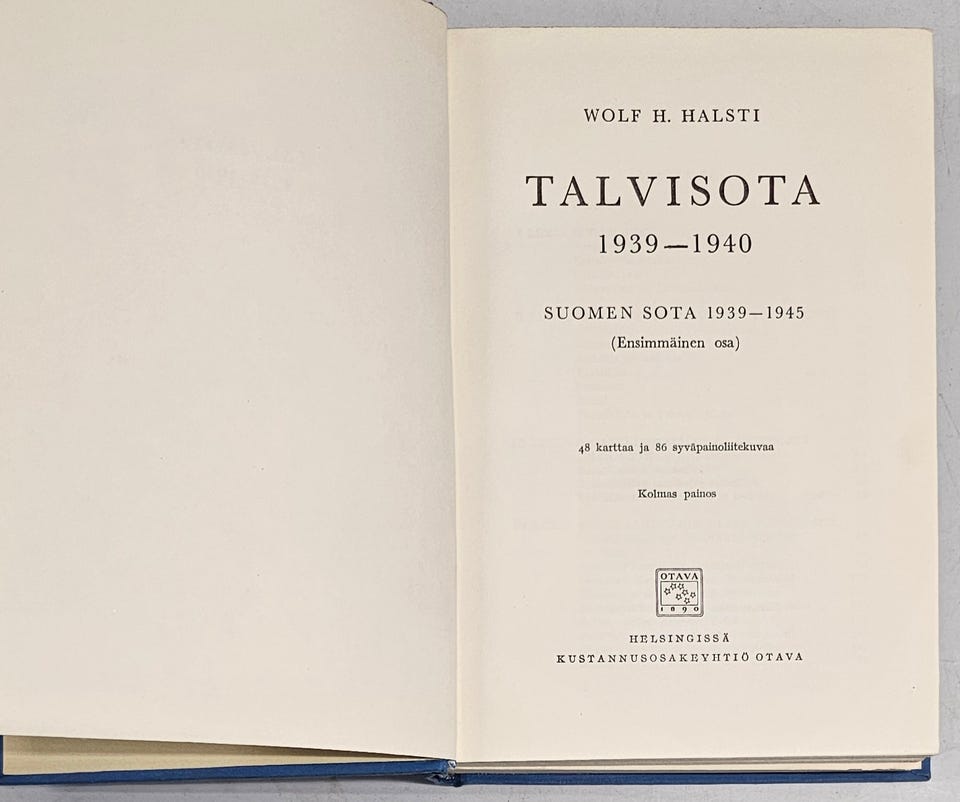 WOLF H. HALSTI
TALVISOTA
1939—1940
SUOMEN SOTA 1939—1945
(Ensimmäinen osa)
48 karttaa ja 86 syväpainoliitekuvaa
Kolmas painos
OTAVA
1890
HELSINGISSÄ
KUSTANNUSOSAKEYHTIÖ OTAVA